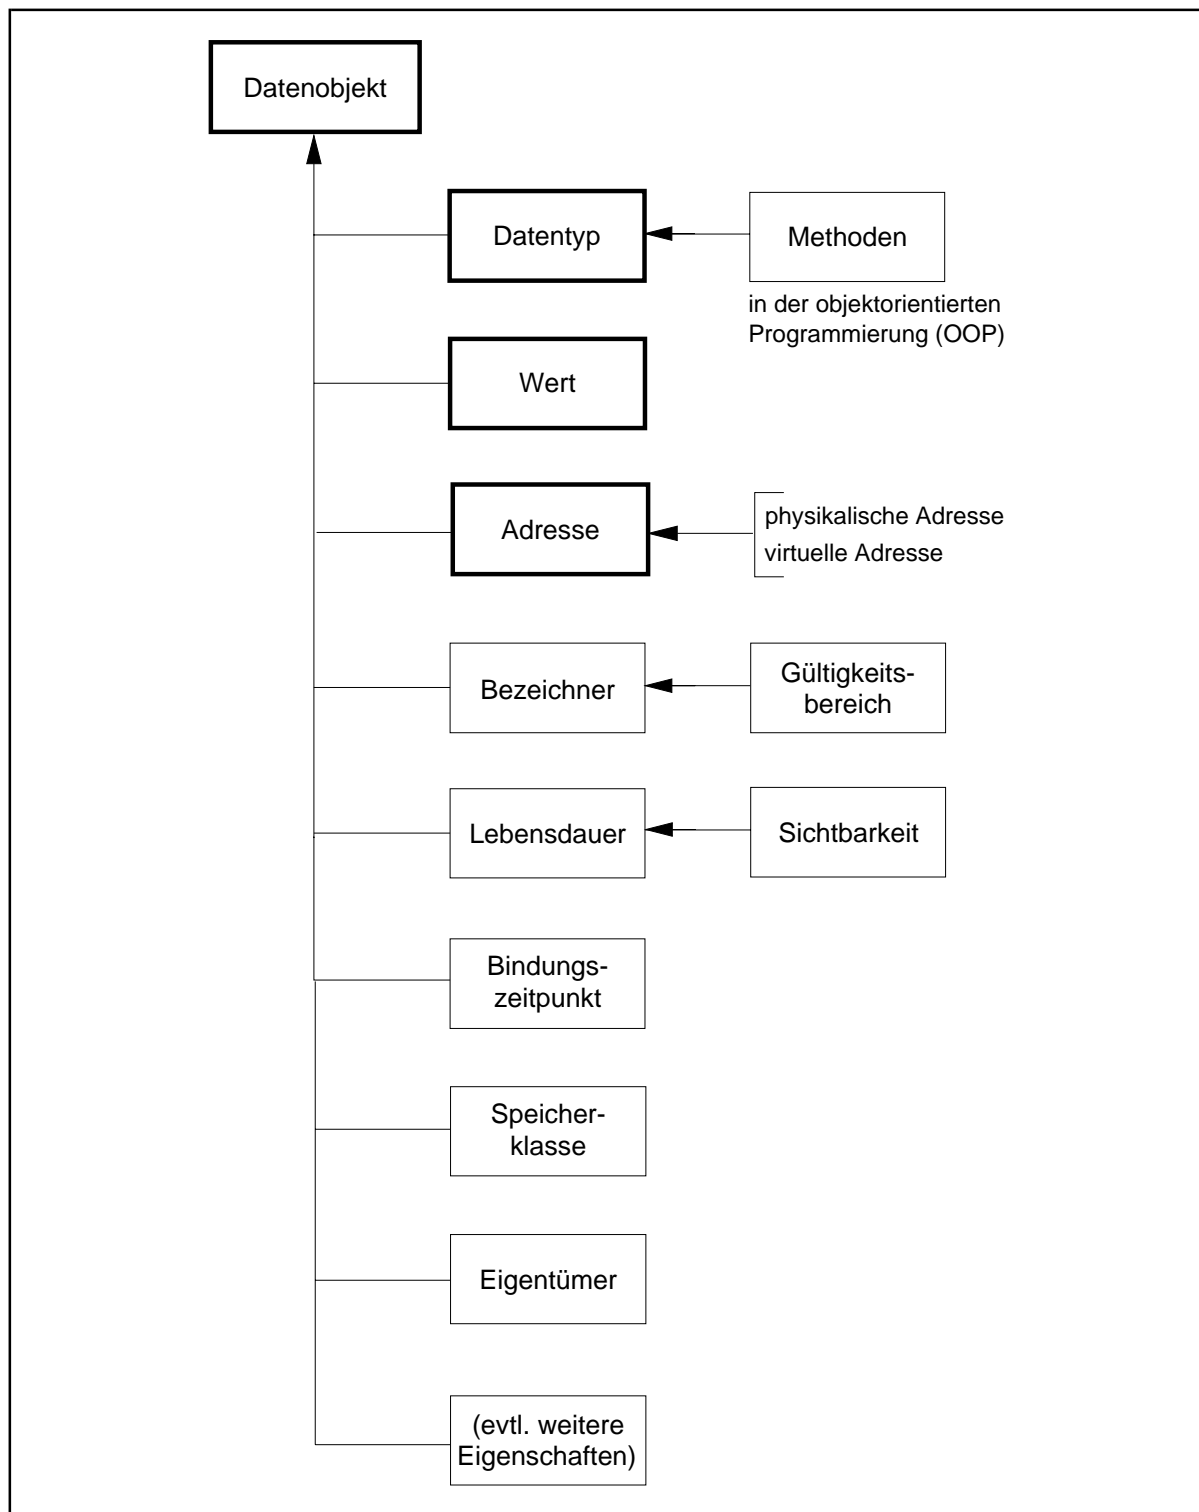 Datenobjekt
Datentyp
Methoden
in der objektorientierten
Programmierung (OOP)
Wert
Adresse
physikalische Adresse
virtuelle Adresse
Bezeichner
Gültigkeits-
bereich
Lebensdauer
Sichtbarkeit
Bindungs-
zeitpunkt
Speicher-
klasse
Eigentümer
(evtl. weitere
Eigenschaften)